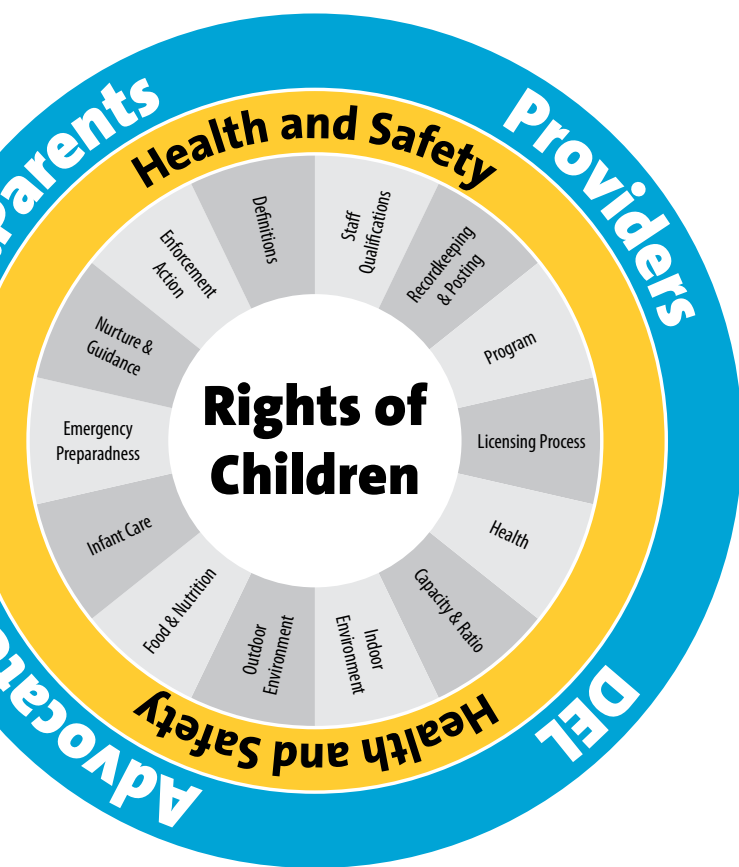 Parents
Providers
Health and Safety
Definitions
Staff
Qualifications
Recordkeeping
& Posting
Program
Licensing Process
Health
Capacity & Ratio
Indoor
Environment
Outdoor
Environment
Food & Nutrition
Infant Care
Emergency
Preparadness
Nurture &
Guidance
Enforcement
Action
Rights of
Children
Health and Safety
DEL
Advocate